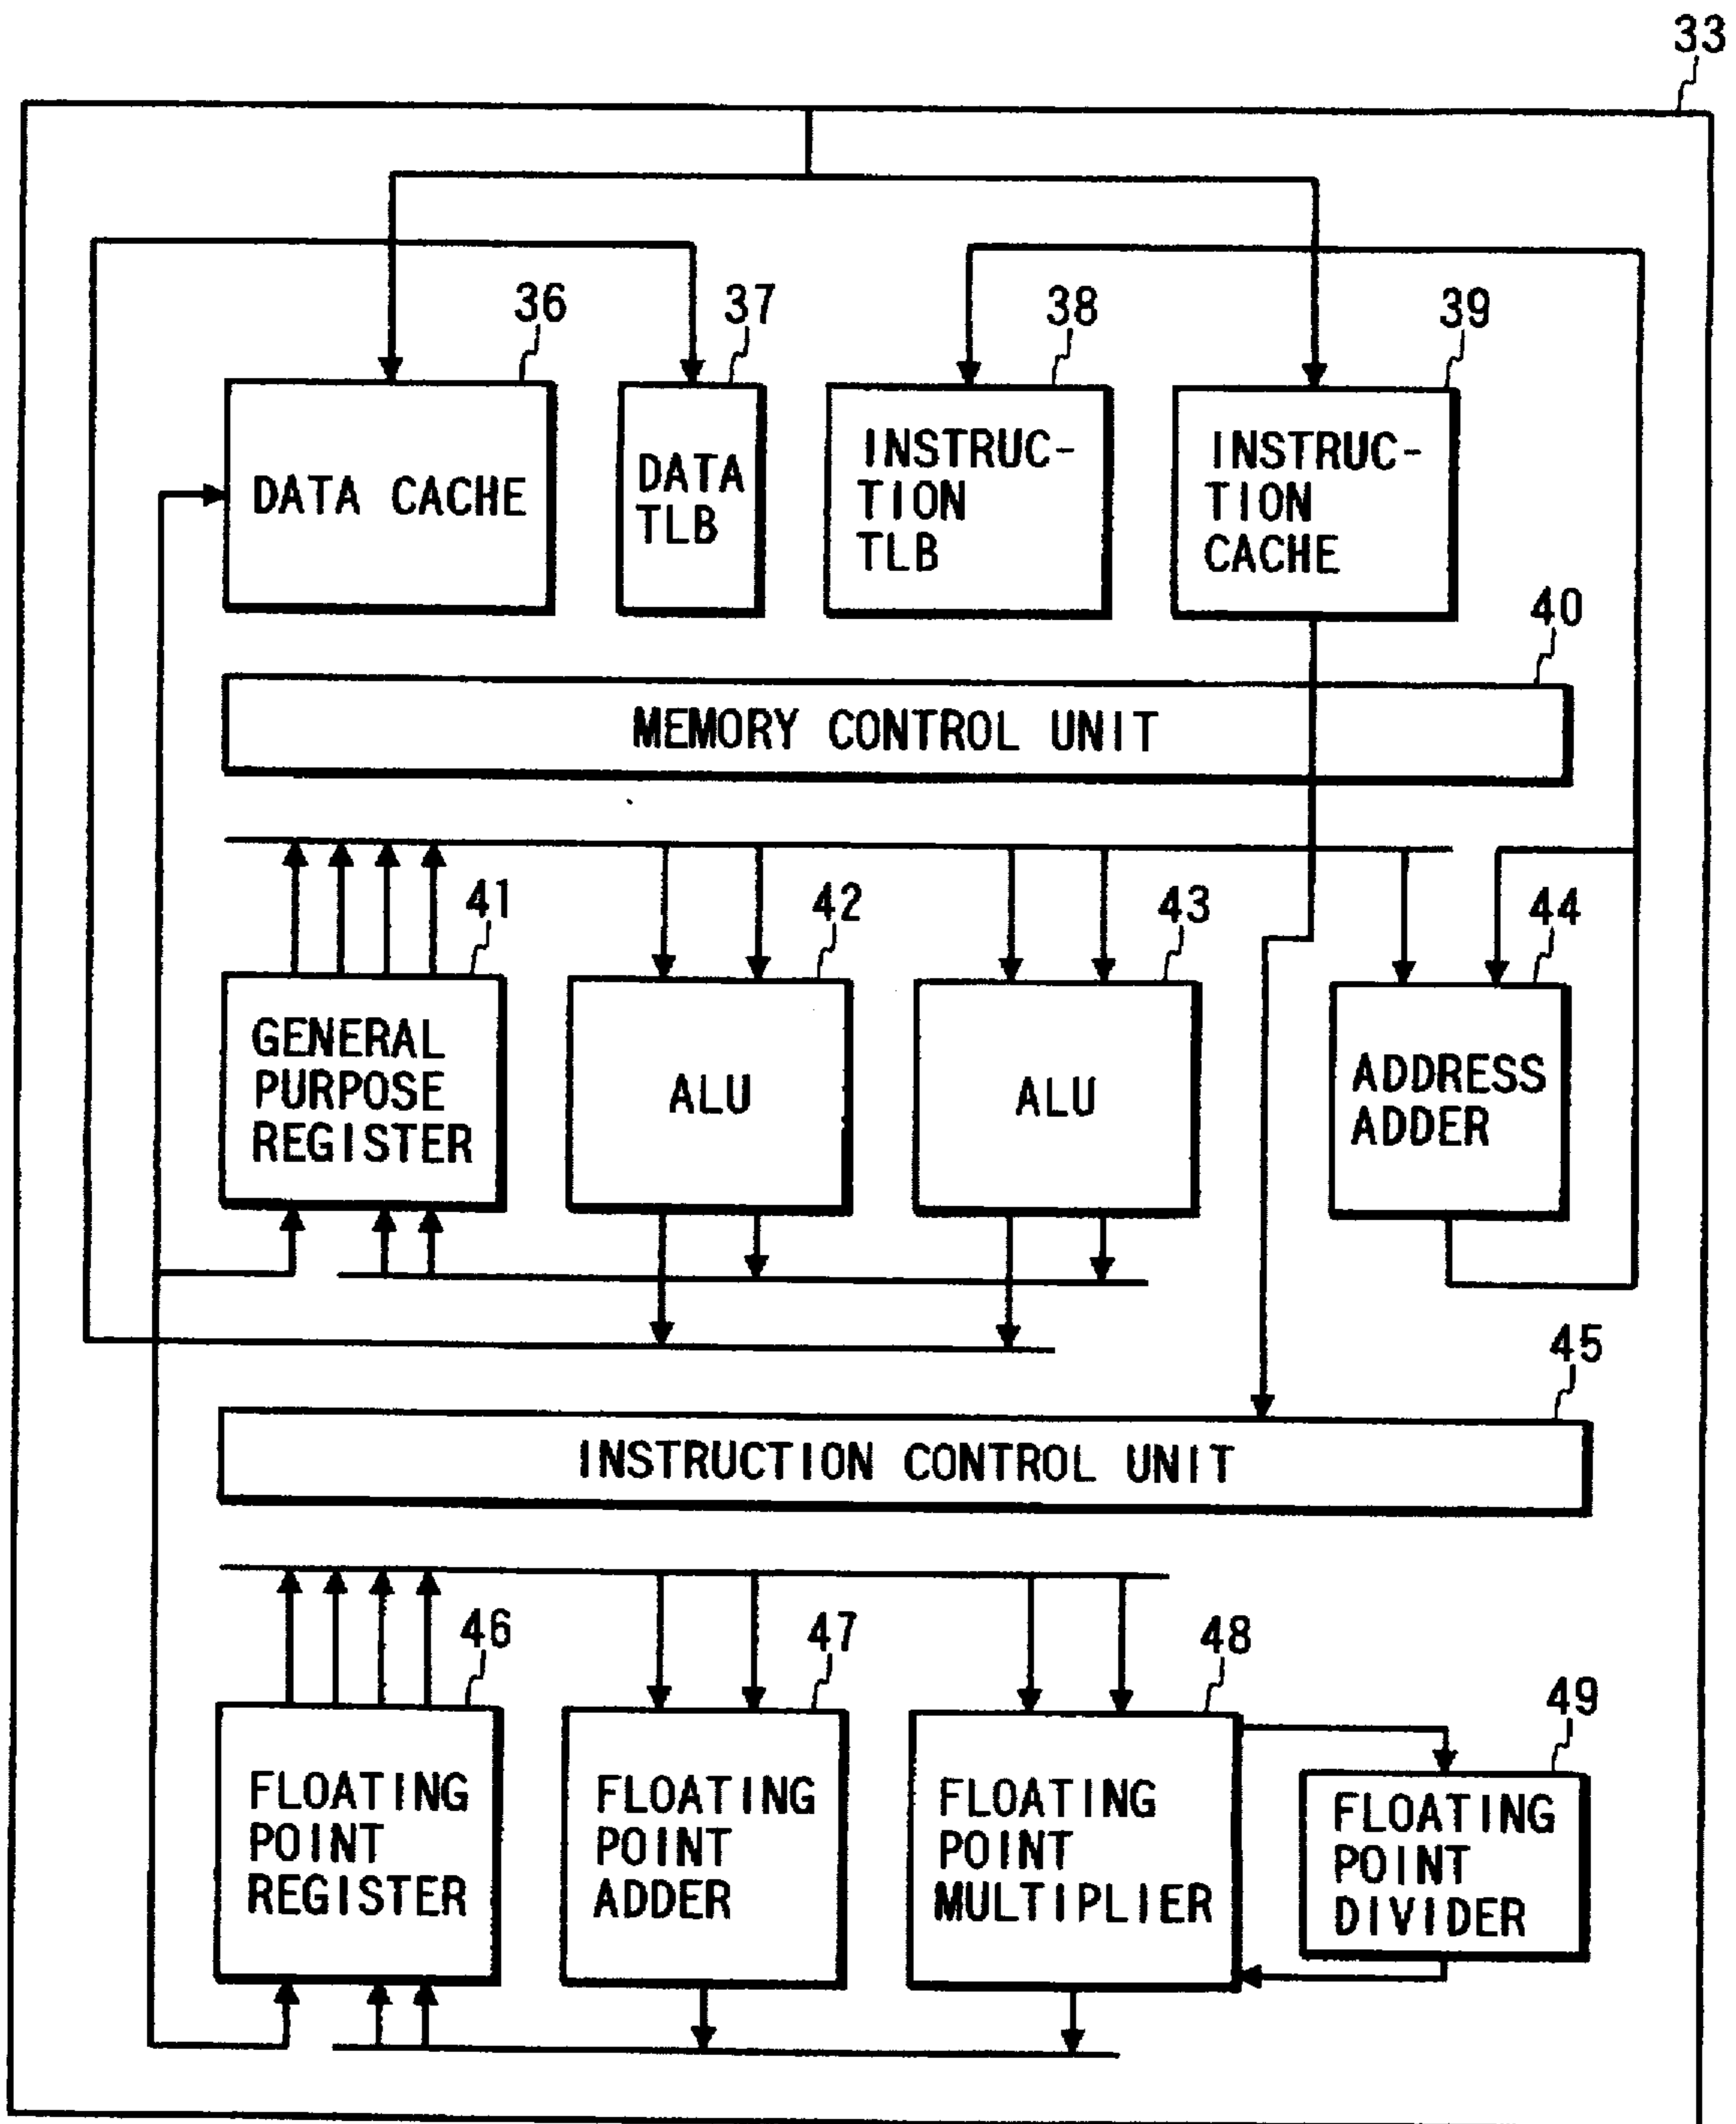 33
36
37
38
39
DATA CACHE
DATA
TLB
INSTRUC-
TION
TLB
INSTRUC-
TION
CACHE
40
MEMORY CONTROL UNIT
41
42
43
44
GENERAL
PURPOSE
REGISTER
ALU
ALU
ADDRESS
ADDER
45
INSTRUCTION CONTROL UNIT
46
47
48
49
FLOATING
POINT
REGISTER
FLOATING
POINT
ADDER
FLOATING
POINT
MULTIPLIER
FLOATING
POINT
DIVIDER